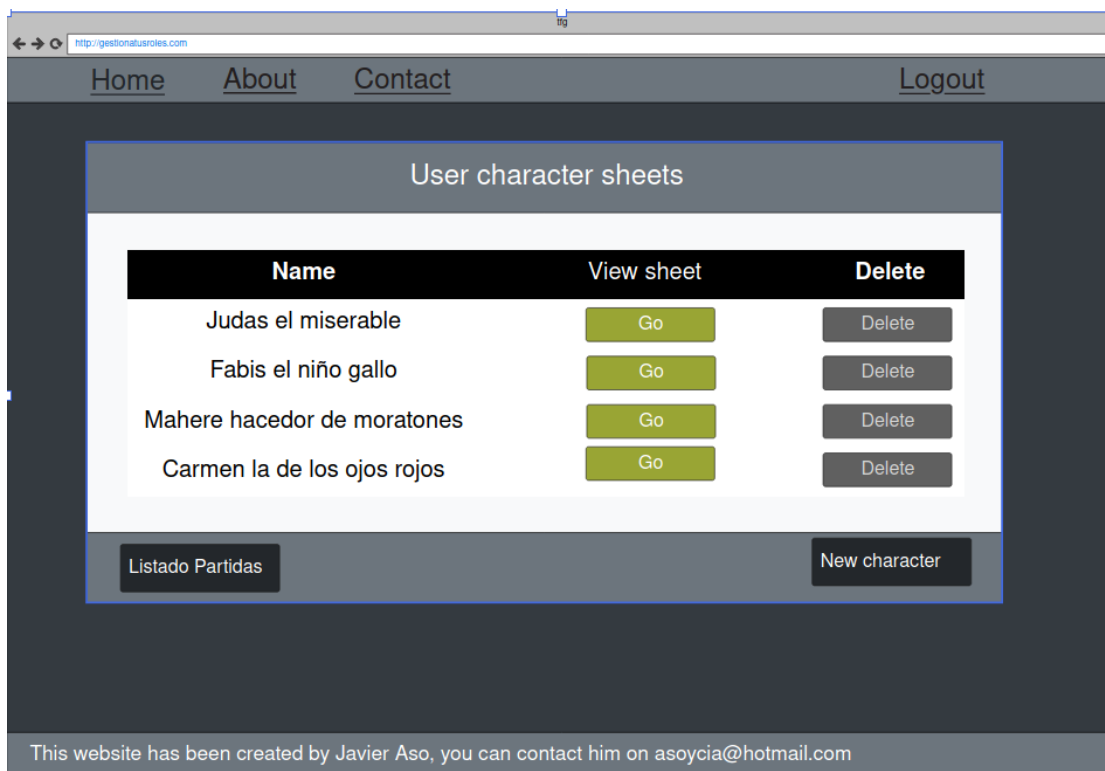 tfg
http://gestionatusroles.com
Home About Contact Logout
User character sheets
Name View sheet Delete
Judas el miserable Go Delete
Fabis el niño gallo Go Delete
Mahere hacedor de moratones Go Delete
Carmen la de los ojos rojos Go Delete
Listado Partidas New character
This website has been created by Javier Aso, you can contact him on asoycia@hotmail.com